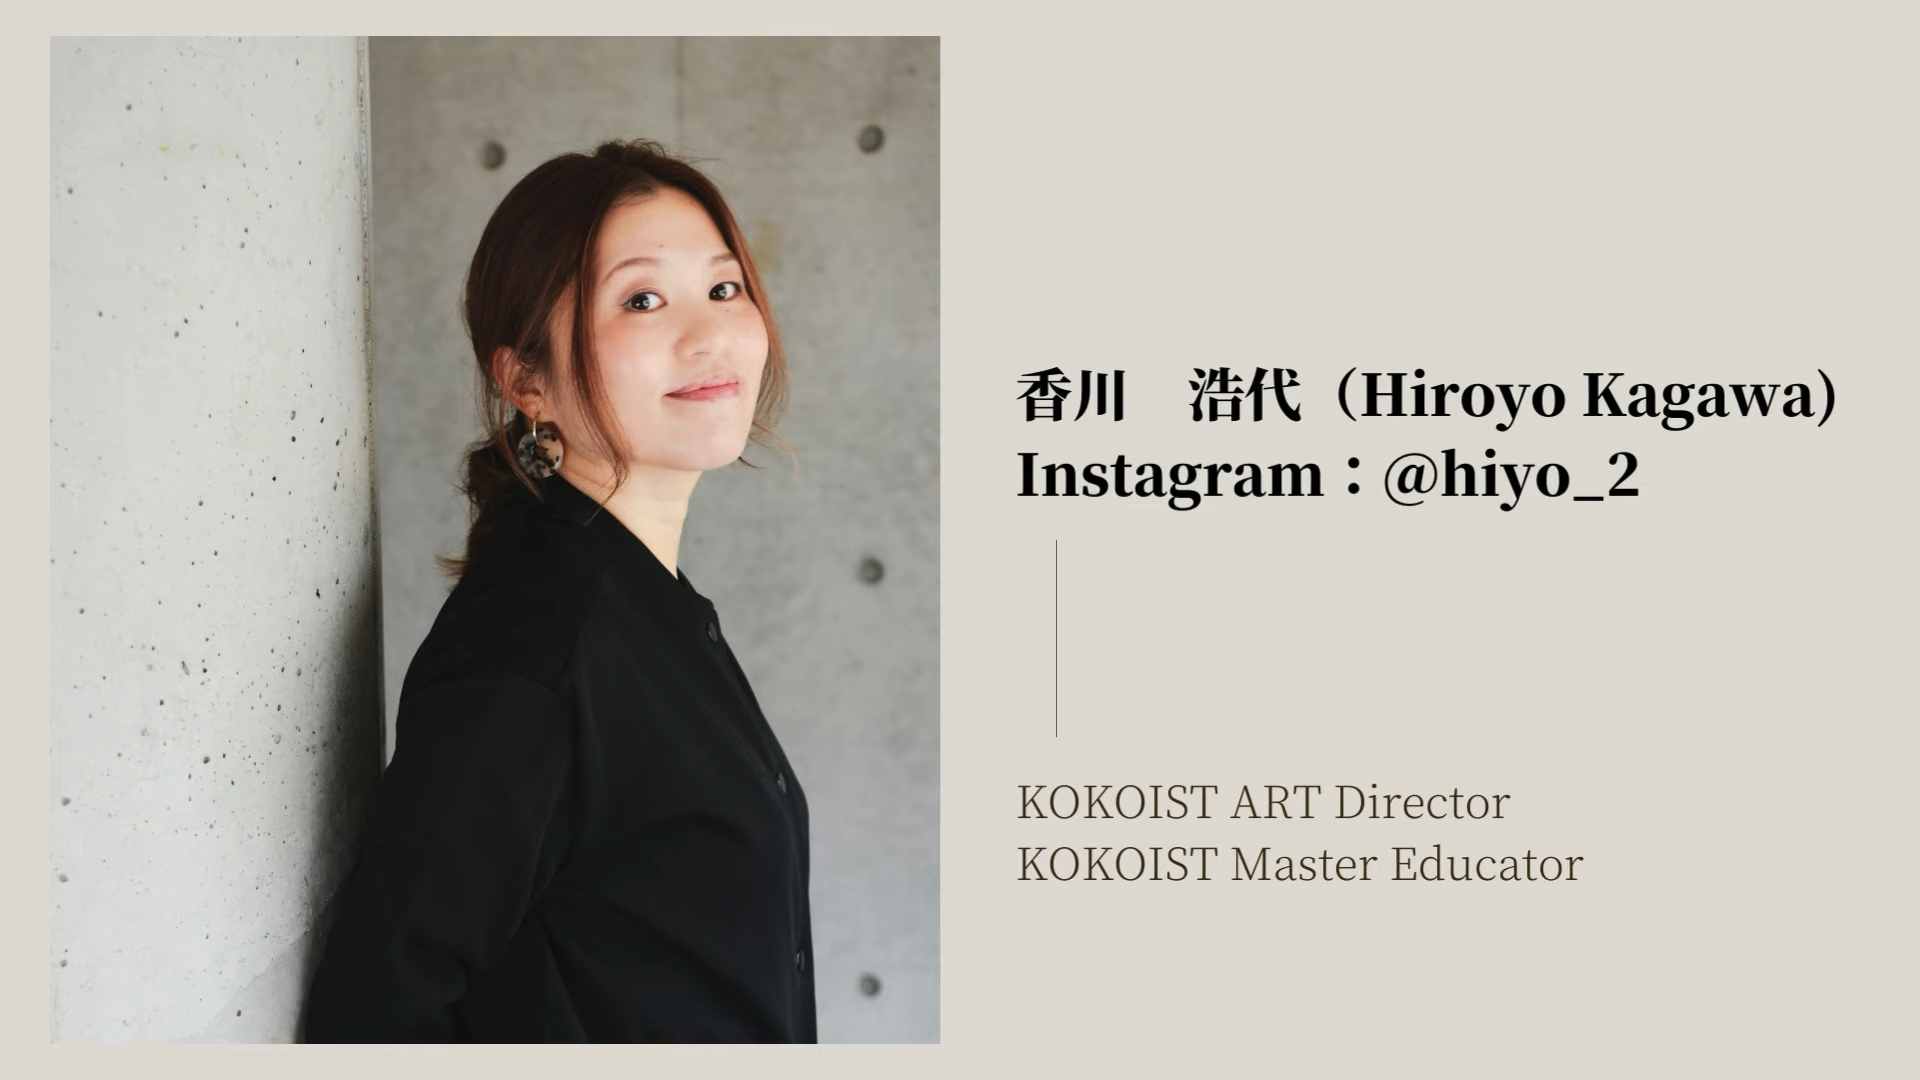 香川　浩代（Hiroyo Kagawa)
Instagram：@hiyo_2
KOKOIST ART Director
KOKOIST Master Educator